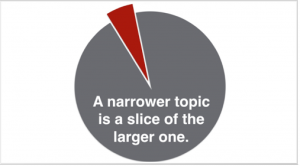 A narrower topic
is a slice of the
larger one.